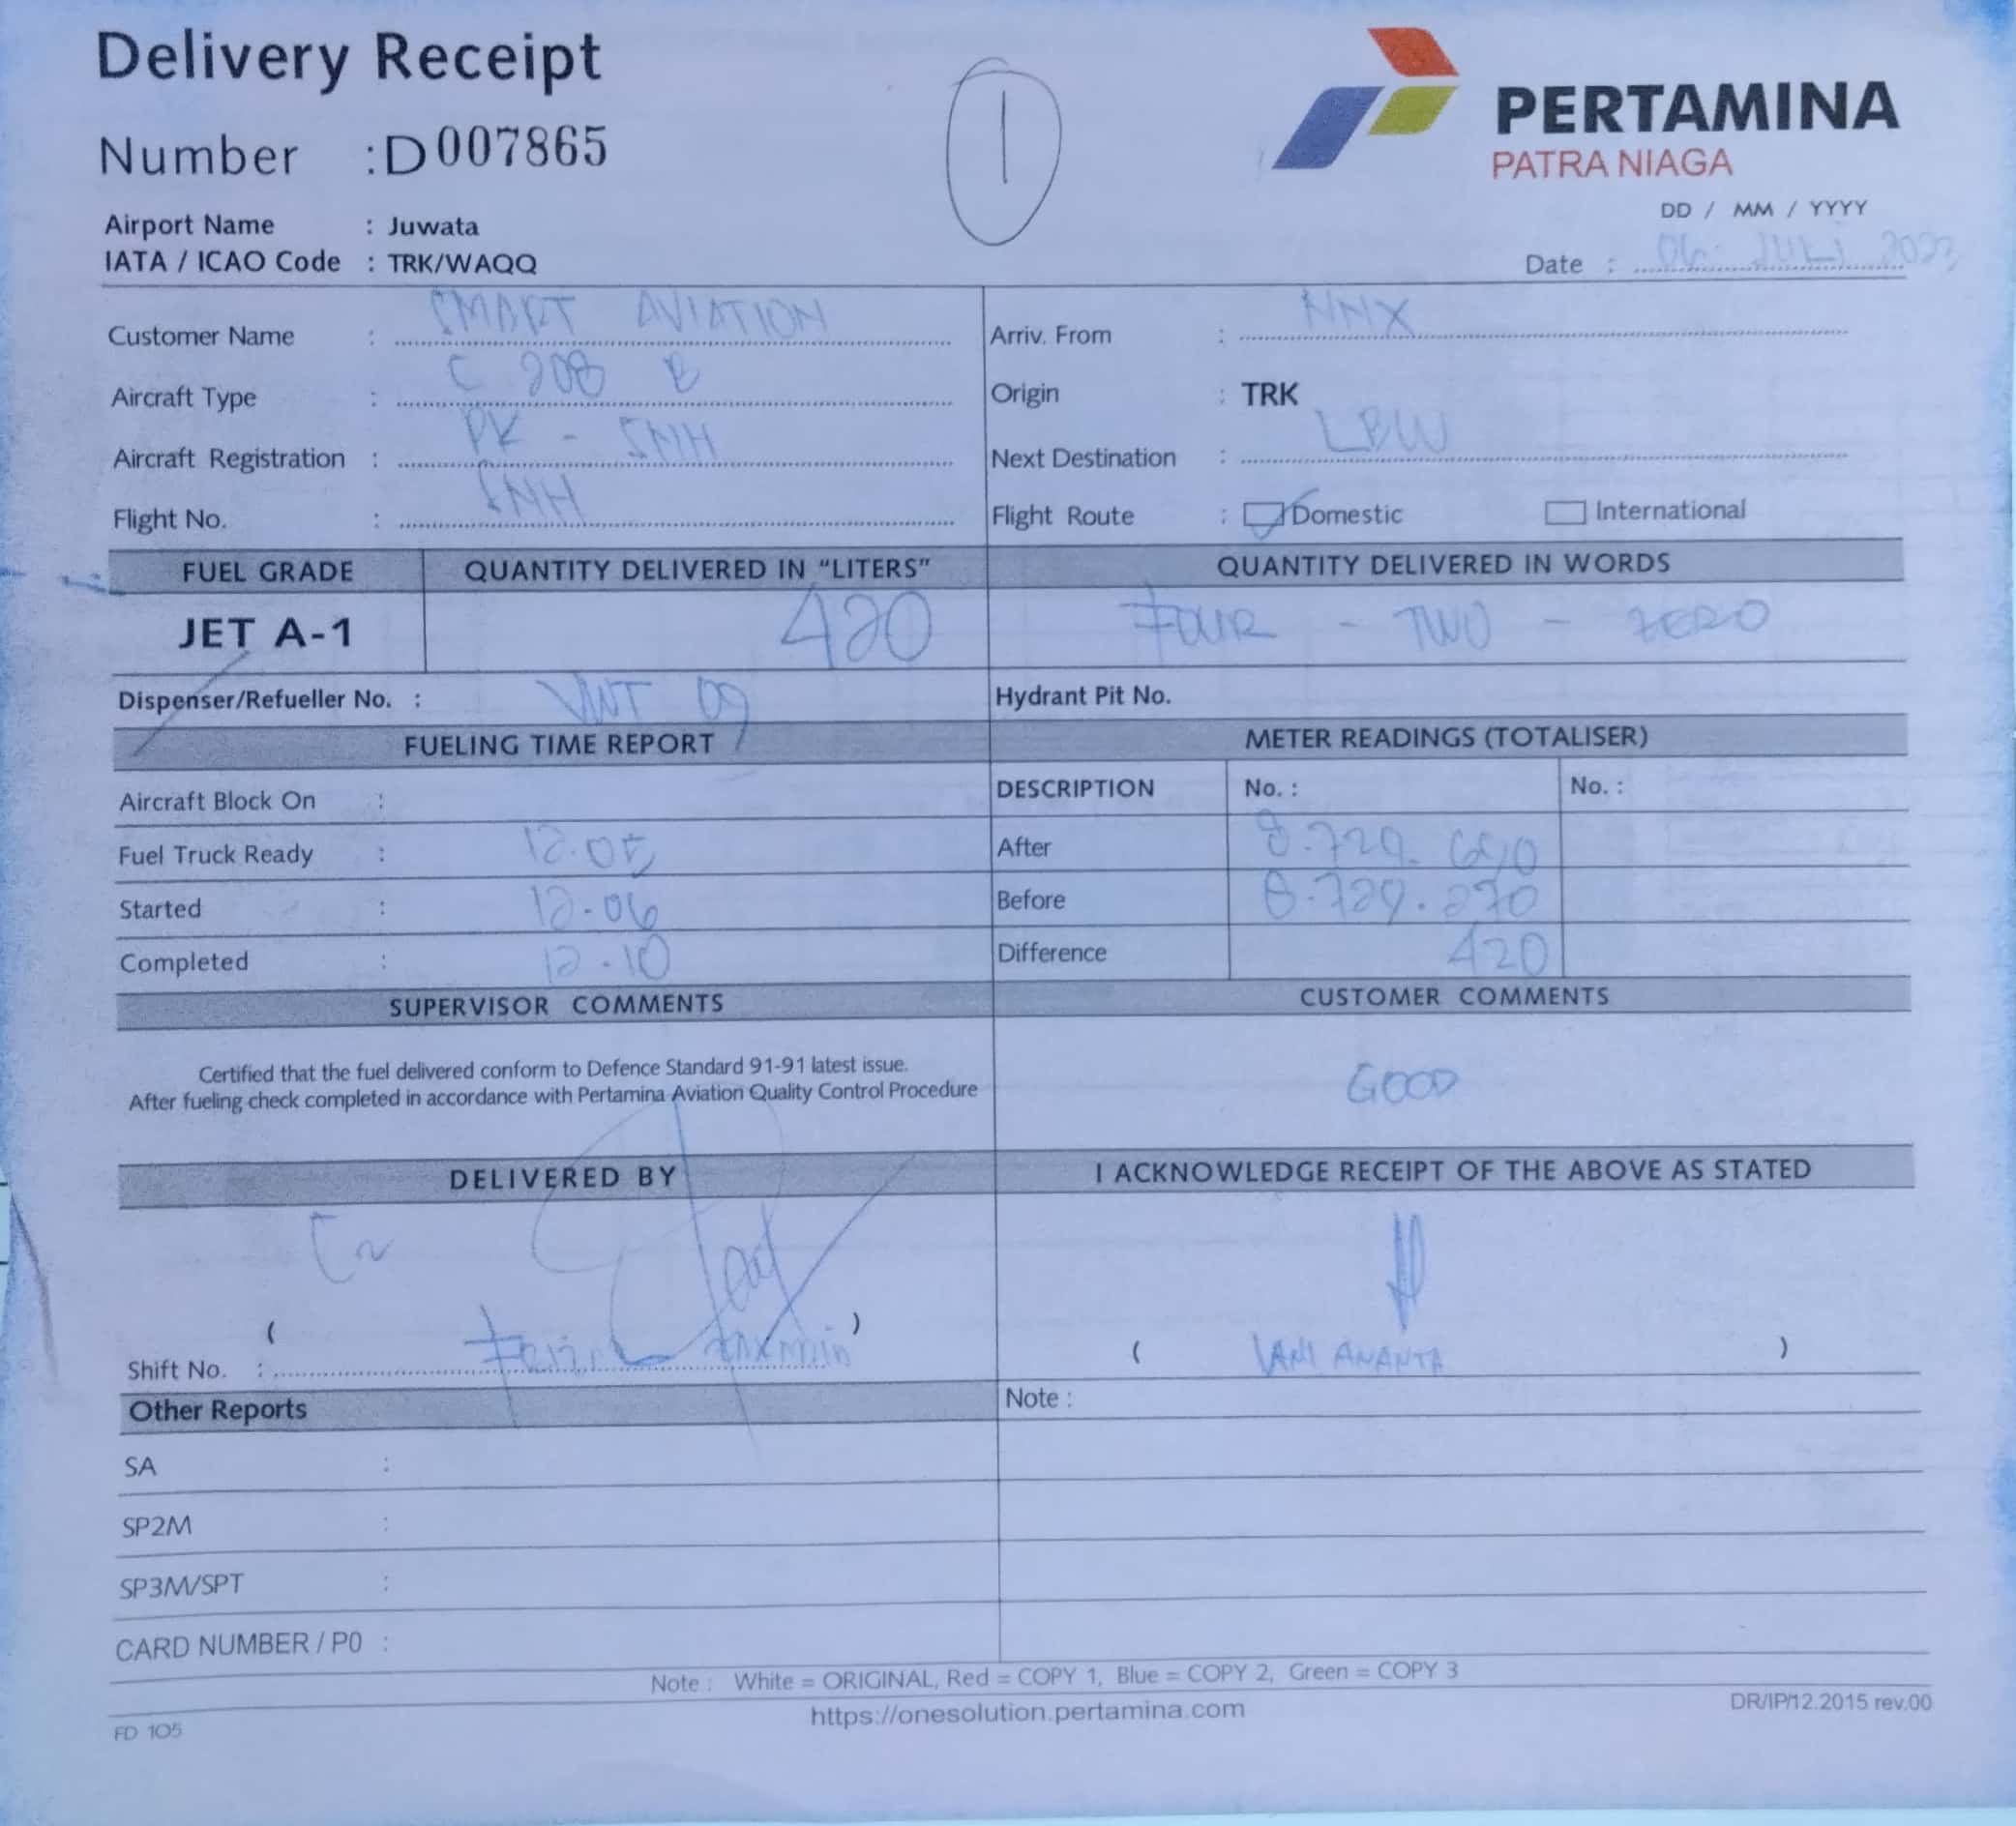 Delivery Receipt
1
PERTAMINA
PATRA NIAGA
Number : D 007865
DD / MM / YYYY
Airport Name : Juwata
IATA / ICAO Code : TRK/WAQQ
Date : 06 JULI 2023
Customer Name : SMART AVIATION
Arriv. From : NNX
Aircraft Type : C 208 B
Origin : TRK
Aircraft Registration : PK - SNH
Next Destination : LBW
Flight No. : SNH
Flight Route : Domestic International
FUEL GRADE QUANTITY DELIVERED IN “LITERS” QUANTITY DELIVERED IN WORDS
JET A-1 420 FOUR - TWO - ZERO
Dispenser/Refueller No. : 09
Hydrant Pit No.
FUELING TIME REPORT METER READINGS (TOTALISER)
Aircraft Block On :
DESCRIPTION No. : No. :
Fuel Truck Ready : 12.05
After 8.729.690
Started : 12-06
Before 8.729.270
Completed : 12.10
Difference 420
SUPERVISOR COMMENTS CUSTOMER COMMENTS
Certified that the fuel delivered conform to Defence Standard 91-91 latest issue.
After fueling check completed in accordance with Pertamina Aviation Quality Control Procedure
GOOD
DELIVERED BY I ACKNOWLEDGE RECEIPT OF THE ABOVE AS STATED
( )
Shift No. :
( ANANTA )
Other Reports
Note :
SA :
SP2M :
SP3M/SPT :
CARD NUMBER / P0 :
Note : White = ORIGINAL, Red = COPY 1, Blue = COPY 2, Green = COPY 3
https://onesolution.pertamina.com
DR/IP/12.2015 rev.00
FD 105